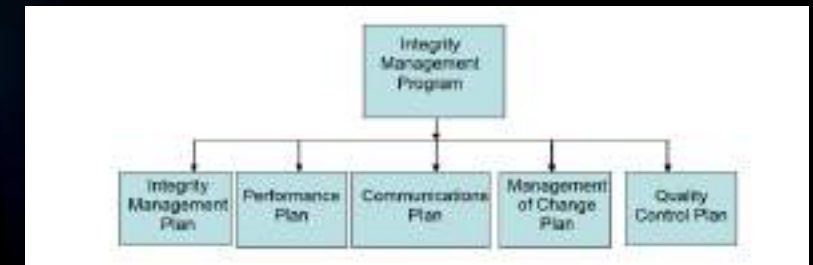 Integrity
Management
Program
Integrity
Management
Plan
Performance
Plan
Communications
Plan
Management
of Change
Plan
Quality
Control Plan